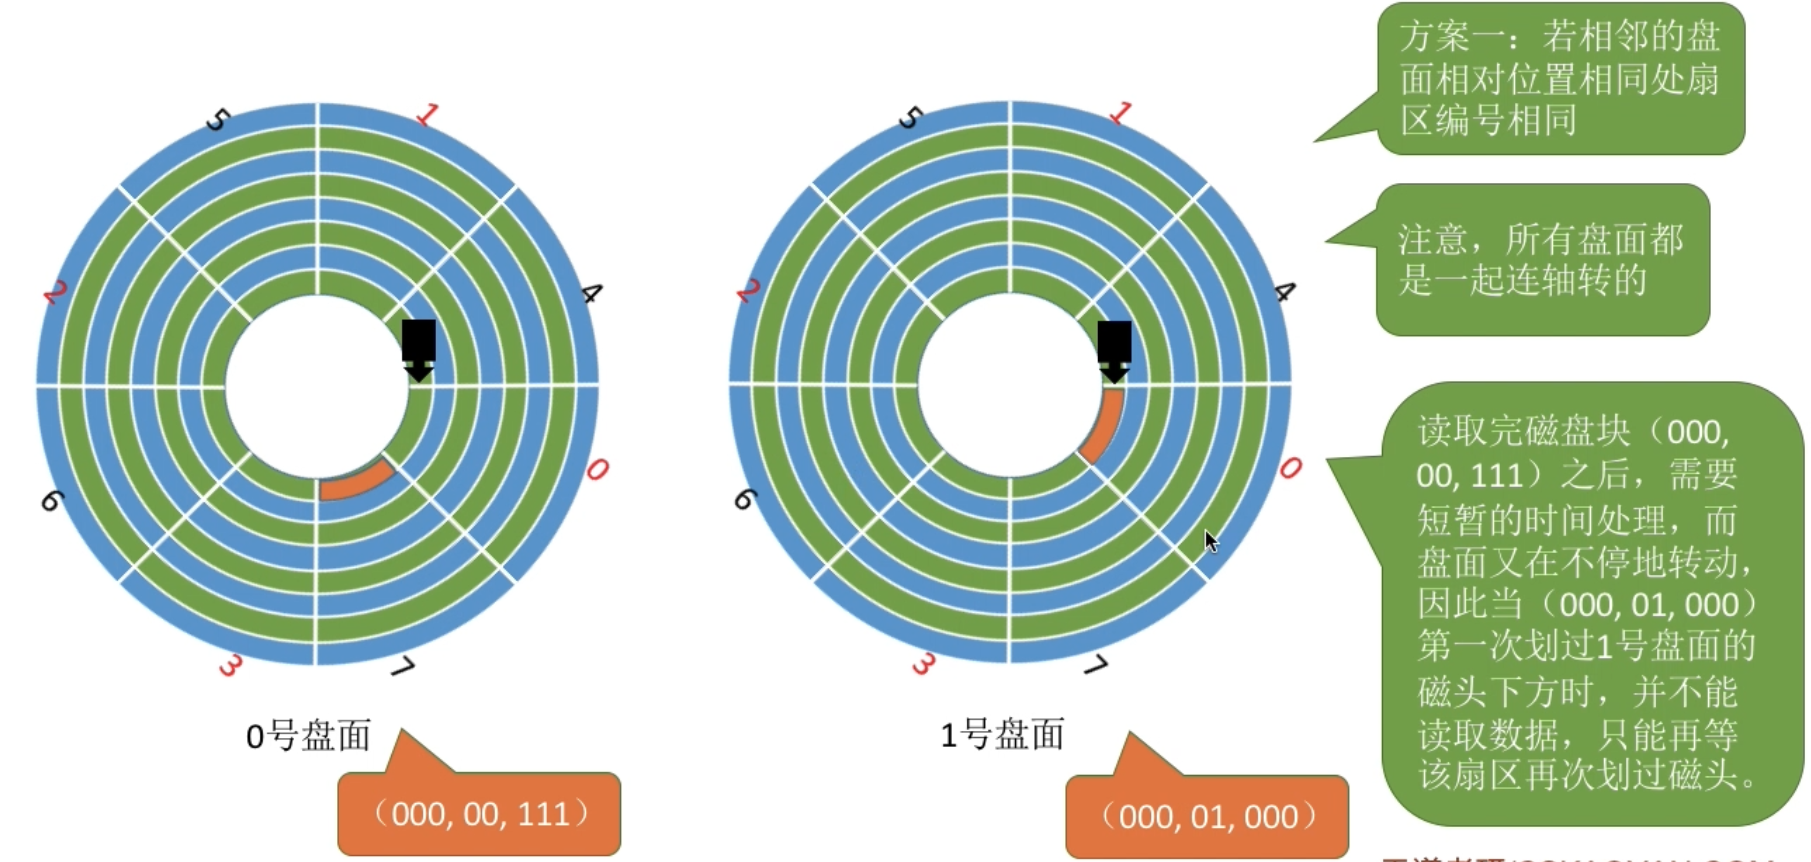 方案一：若相邻的盘
面相对位置相同处扇
区编号相同
注意，所有盘面都
是一起连轴转的
读取完磁盘块（000,
00, 111）之后，需要
短暂的时间处理，而
盘面又在不停地转动，
因此当（000, 01, 000）
第一次划过1号盘面的
磁头下方时，并不能
读取数据，只能再等
该扇区再次划过磁头。
5
1
2
4
6
0
3
7
0号盘面
（000, 00, 111）
5
1
2
4
6
0
3
7
1号盘面
（000, 01, 000）